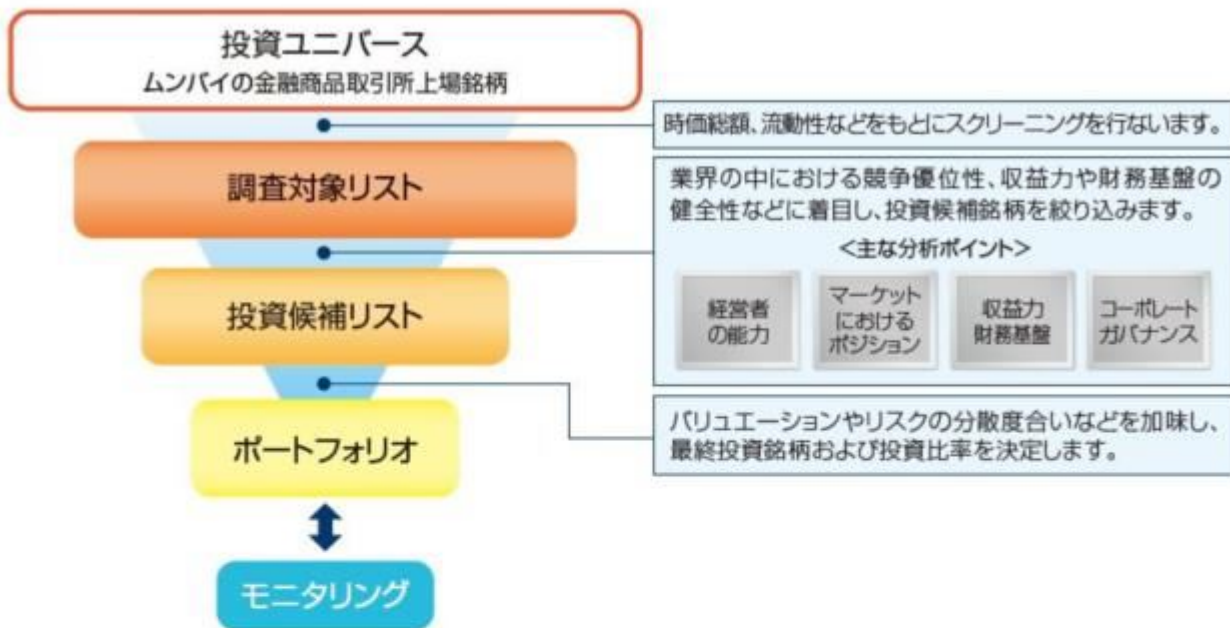 投資ユニバース
ムンバイの金融商品取引所上場銘柄
時価総額、流動性などをもとにスクリーニングを行ないます。
調査対象リスト
業界の中における競争優位性、収益力や財務基盤の
健全性などに着目し、投資候補銘柄を絞り込みます。
<主な分析ポイント>
経営者
の能力
マーケット
における
ポジション
収益力
財務基盤
コーポレート
ガバナンス
投資候補リスト
バリュエーションやリスクの分散度合いなどを加味し、
最終投資銘柄および投資比率を決定します。
ポートフォリオ
モニタリング